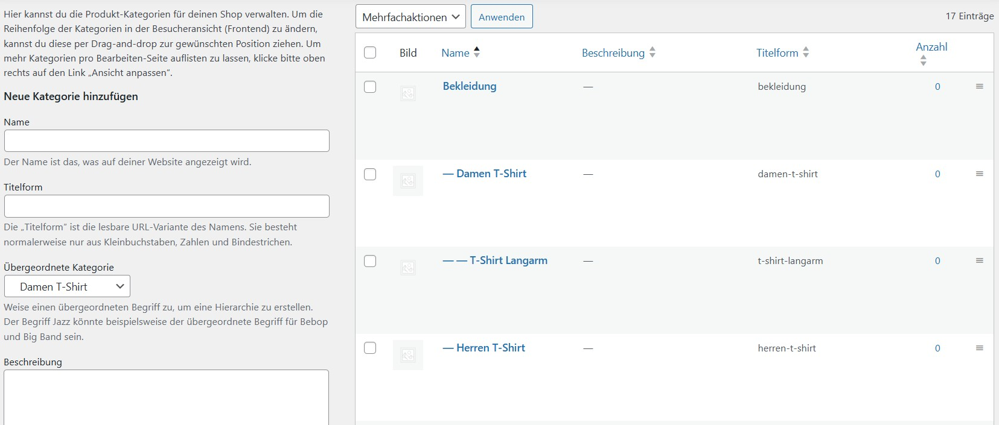 Hier kannst du die Produkt-Kategorien für deinen Shop verwalten. Um die
Reihenfolge der Kategorien in der Besucheransicht (Frontend) zu ändern,
kannst du diese per Drag-and-drop zur gewünschten Position ziehen. Um
mehr Kategorien pro Bearbeiten-Seite auflisten zu lassen, klicke bitte oben
rechts auf den Link „Ansicht anpassen“.
Neue Kategorie hinzufügen
Name
Der Name ist das, was auf deiner Website angezeigt wird.
Titelform
Die „Titelform“ ist die lesbare URL-Variante des Namens. Sie besteht
normalerweise nur aus Kleinbuchstaben, Zahlen und Bindestrichen.
Übergeordnete Kategorie
Damen T-Shirt
Weise einen übergeordneten Begriff zu, um eine Hierarchie zu erstellen.
Der Begriff Jazz könnte beispielsweise der übergeordnete Begriff für Bebop
und Big Band sein.
Beschreibung
Mehrfachaktionen Anwenden 17 Einträge
Bild Name Beschreibung Titelform Anzahl
Bekleidung — bekleidung 0
— Damen T-Shirt — damen-t-shirt 0
— — T-Shirt Langarm — t-shirt-langarm 0
— Herren T-Shirt — herren-t-shirt 0